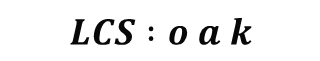 LCS : o a k